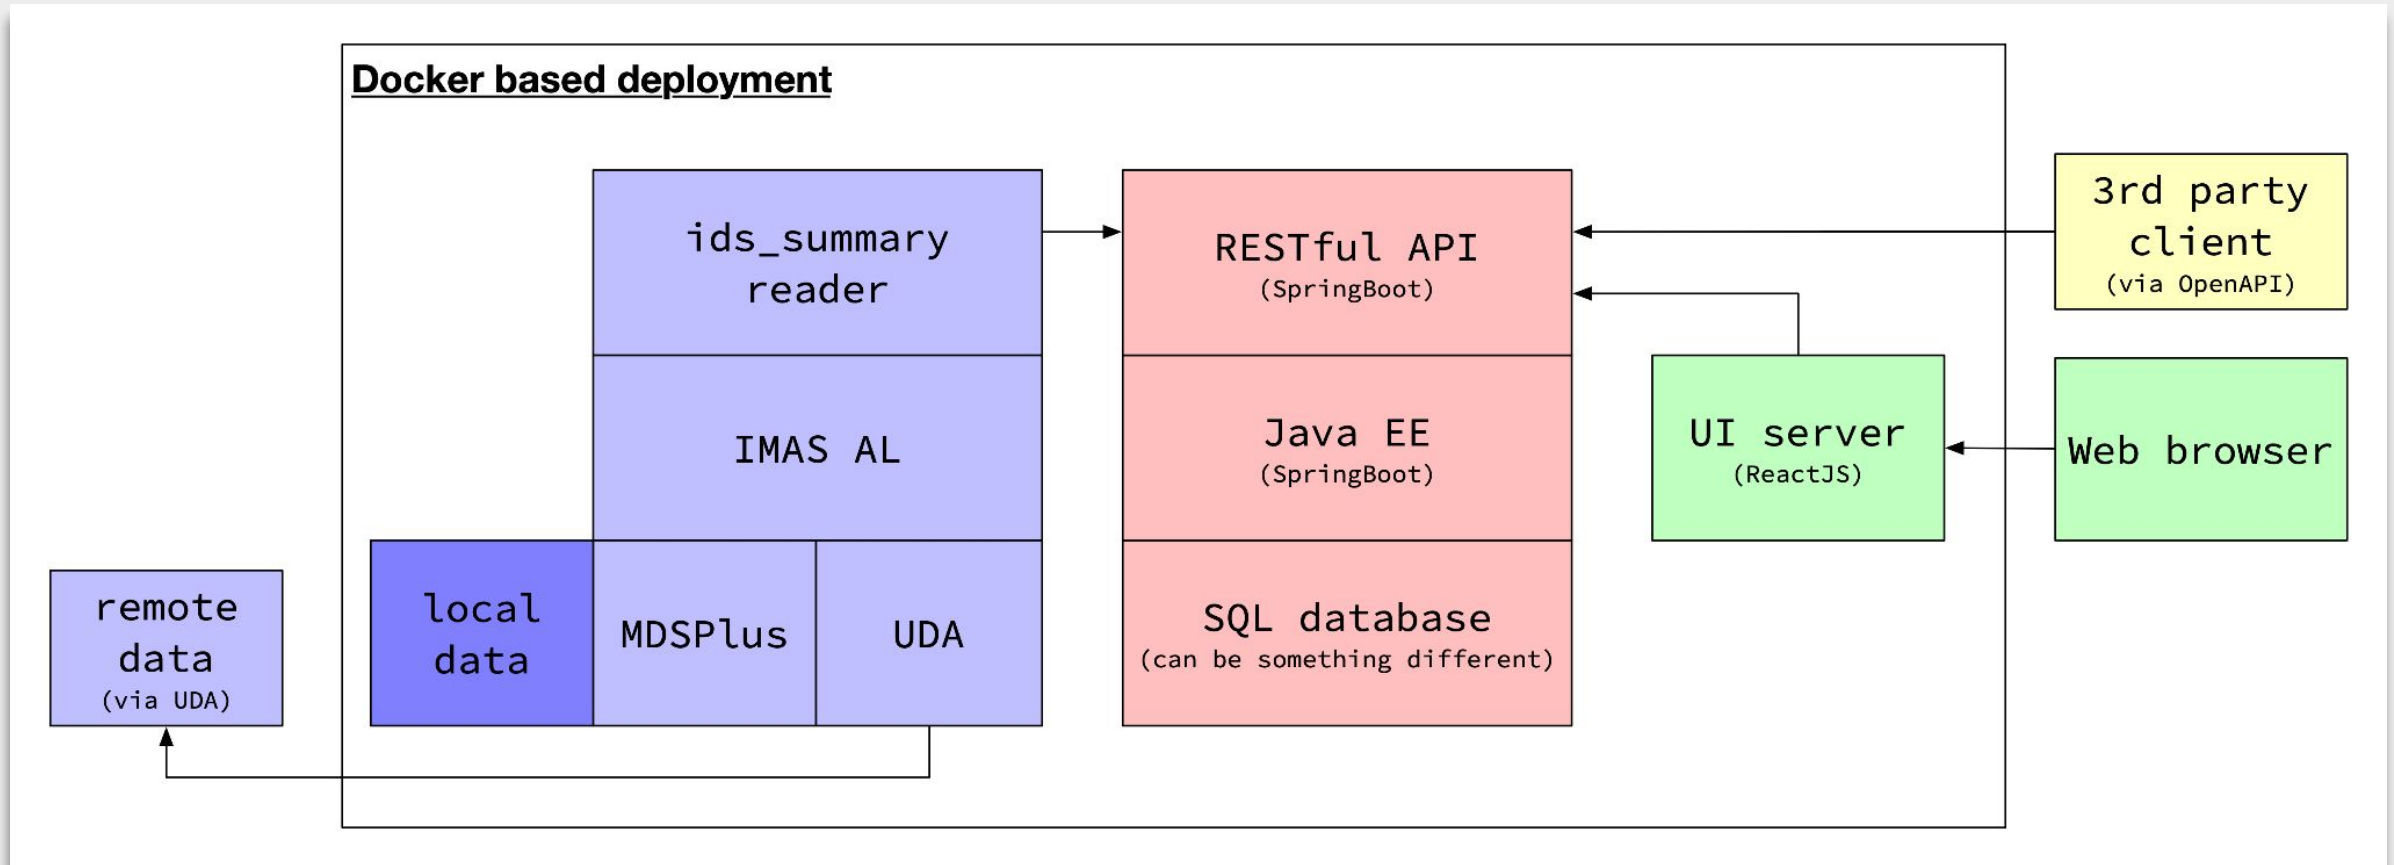 Docker based deployment
ids_summary
reader
IMAS AL
local
data
MDSPlus
UDA
remote
data
(via UDA)
RESTful API
(SpringBoot)
Java EE
(SpringBoot)
SQL database
(can be something different)
UI server
(ReactJS)
3rd party
client
(via OpenAPI)
Web browser